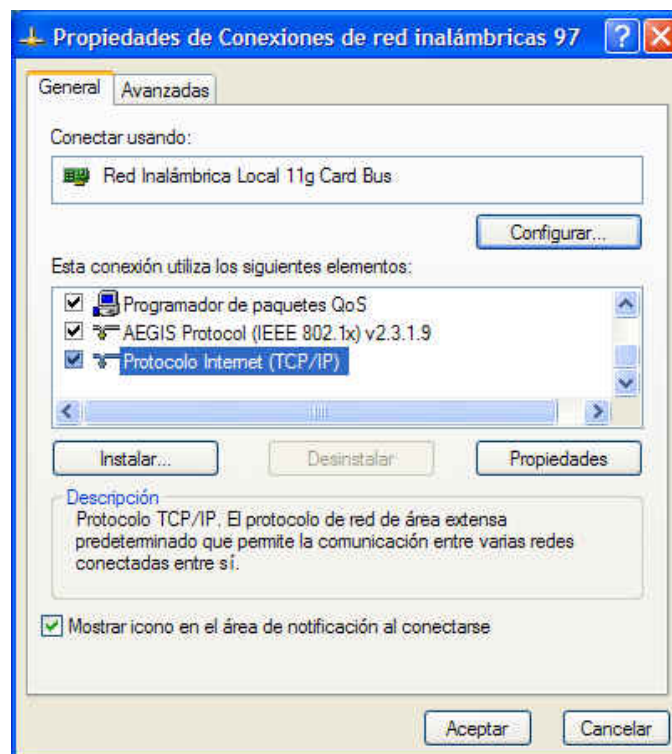 Propiedades de Conexiones de red inalámbricas 97
General Avanzadas
Conectar usando:
Red Inalámbrica Local 11g Card Bus
Configurar...
Esta conexión utiliza los siguientes elementos:
Programador de paquetes QoS
AEGIS Protocol (IEEE 802.1x) v2.3.1.9
Protocolo Internet (TCP/IP)
Instalar... Desinstalar Propiedades
Descripción
Protocolo TCP/IP. El protocolo de red de área extensa
predeterminado que permite la comunicación entre varias redes
conectadas entre sí.
Mostrar icono en el área de notificación al conectarse
Aceptar Cancelar